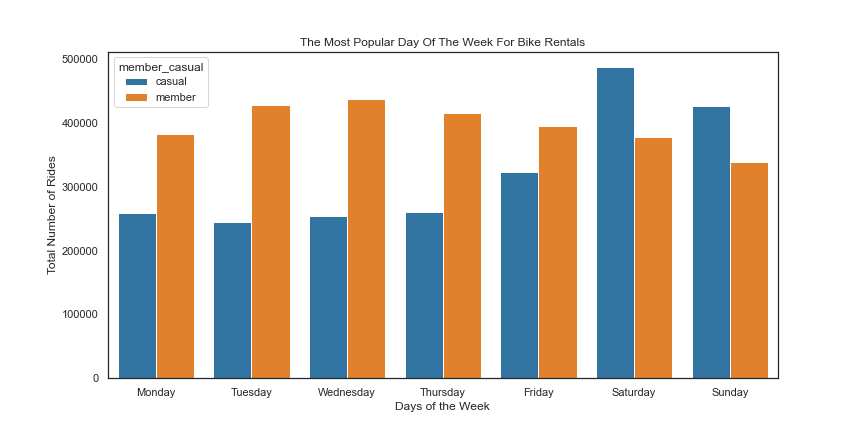 The Most Popular Day Of The Week For Bike Rentals
member_casual
casual
member
Total Number of Rides
500000
400000
300000
200000
100000
0
Monday Tuesday Wednesday Thursday Friday Saturday Sunday
Days of the Week